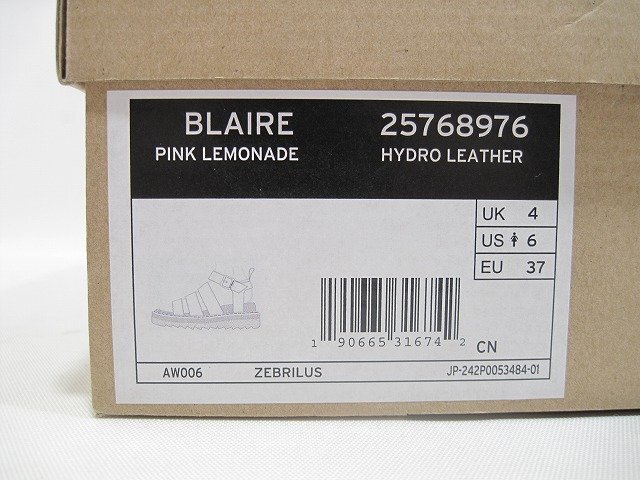 BLAIRE 25768976
PINK LEMONADE HYDRO LEATHER
UK 4
US 6
EU 37
1 90665 31674 2
CN
AW006 ZEBRILUS JP-242P0053484-01